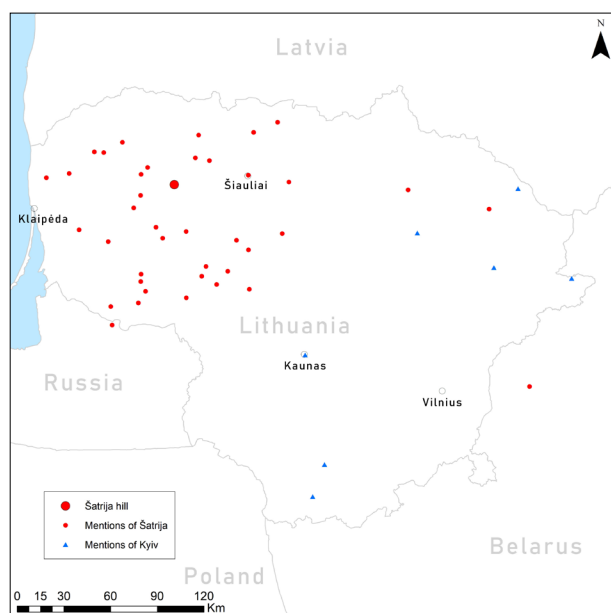 Latvia
N
Šiauliai
Klaipėda
Lithuania
Kaunas
Russia
Vilnius
Šatrija hill
Mentions of Šatrija
Mentions of Kyiv
Belarus
Poland
0 15 30 60 90 120
Km